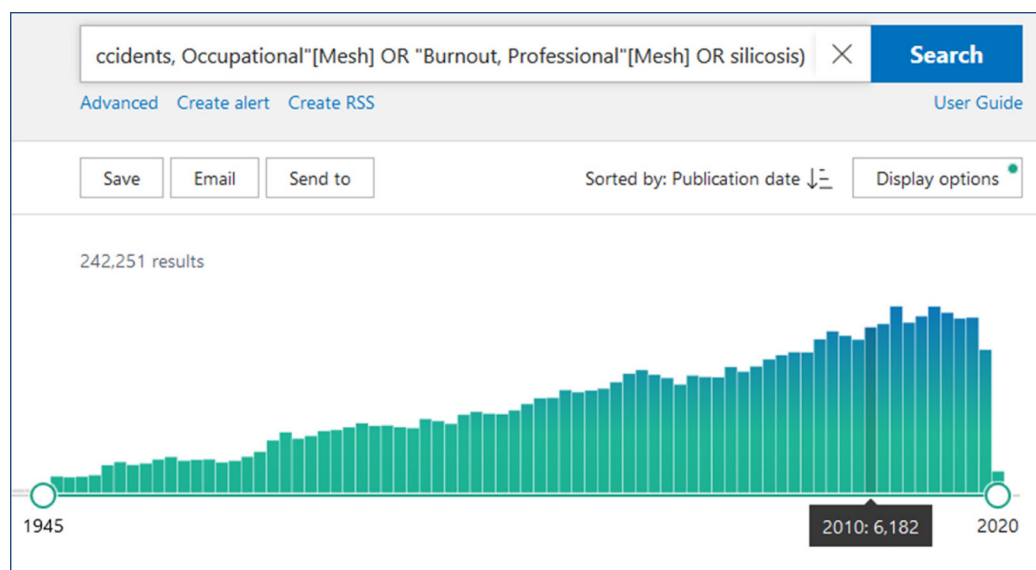 ccidents, Occupational"[Mesh] OR "Burnout, Professional"[Mesh] OR silicosis)
Search
Advanced Create alert Create RSS
User Guide
Save
Email
Send to
Sorted by: Publication date
Display options
242,251 results
1945
2010: 6,182
2020